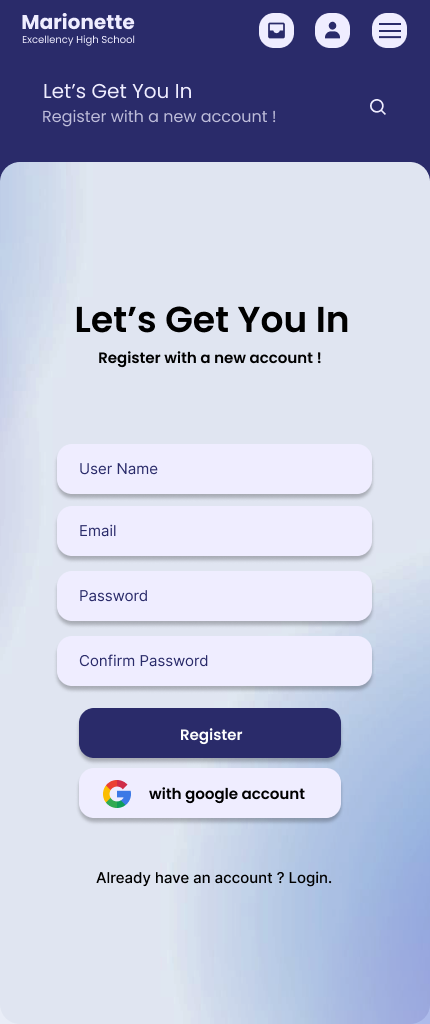 Marionette
Excellency High School
Let’s Get You In
Register with a new account !
Let’s Get You In
Register with a new account !
User Name
Email
Password
Confirm Password
Register
with google account
Already have an account ? Login.